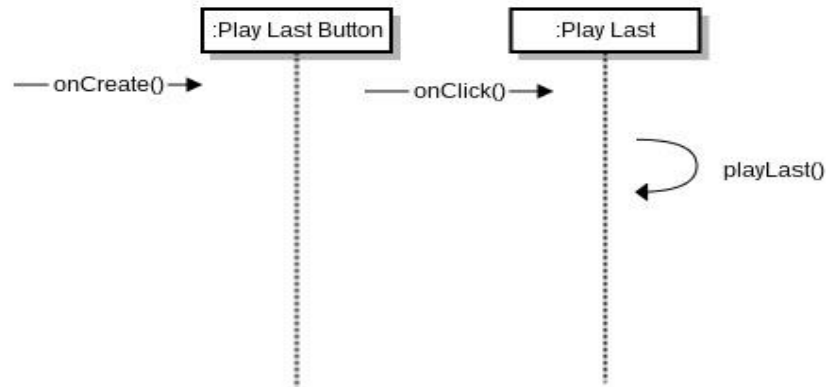 :Play Last Button
:Play Last
onCreate()
onClick()
playLast()